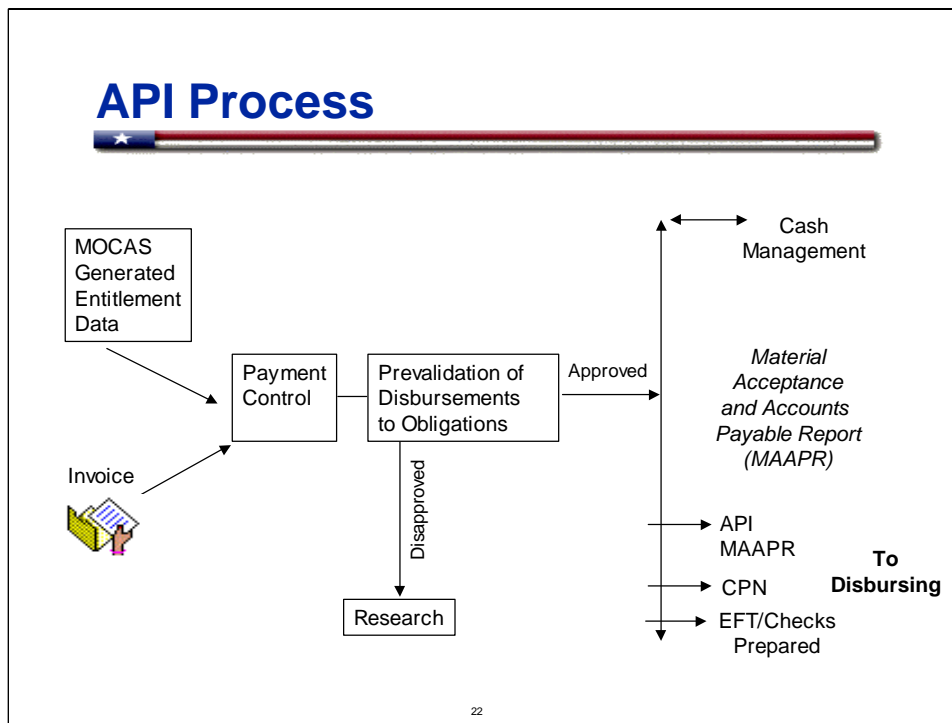 API Process
MOCAS
Generated
Entitlement
Data
Invoice
Payment
Control
Prevalidation of
Disbursements
to Obligations
Disapproved
Research
Approved
Cash
Management
Material
Acceptance
and Accounts
Payable Report
(MAAPR)
API
MAAPR
CPN
EFT/Checks
Prepared
To
Disbursing
22